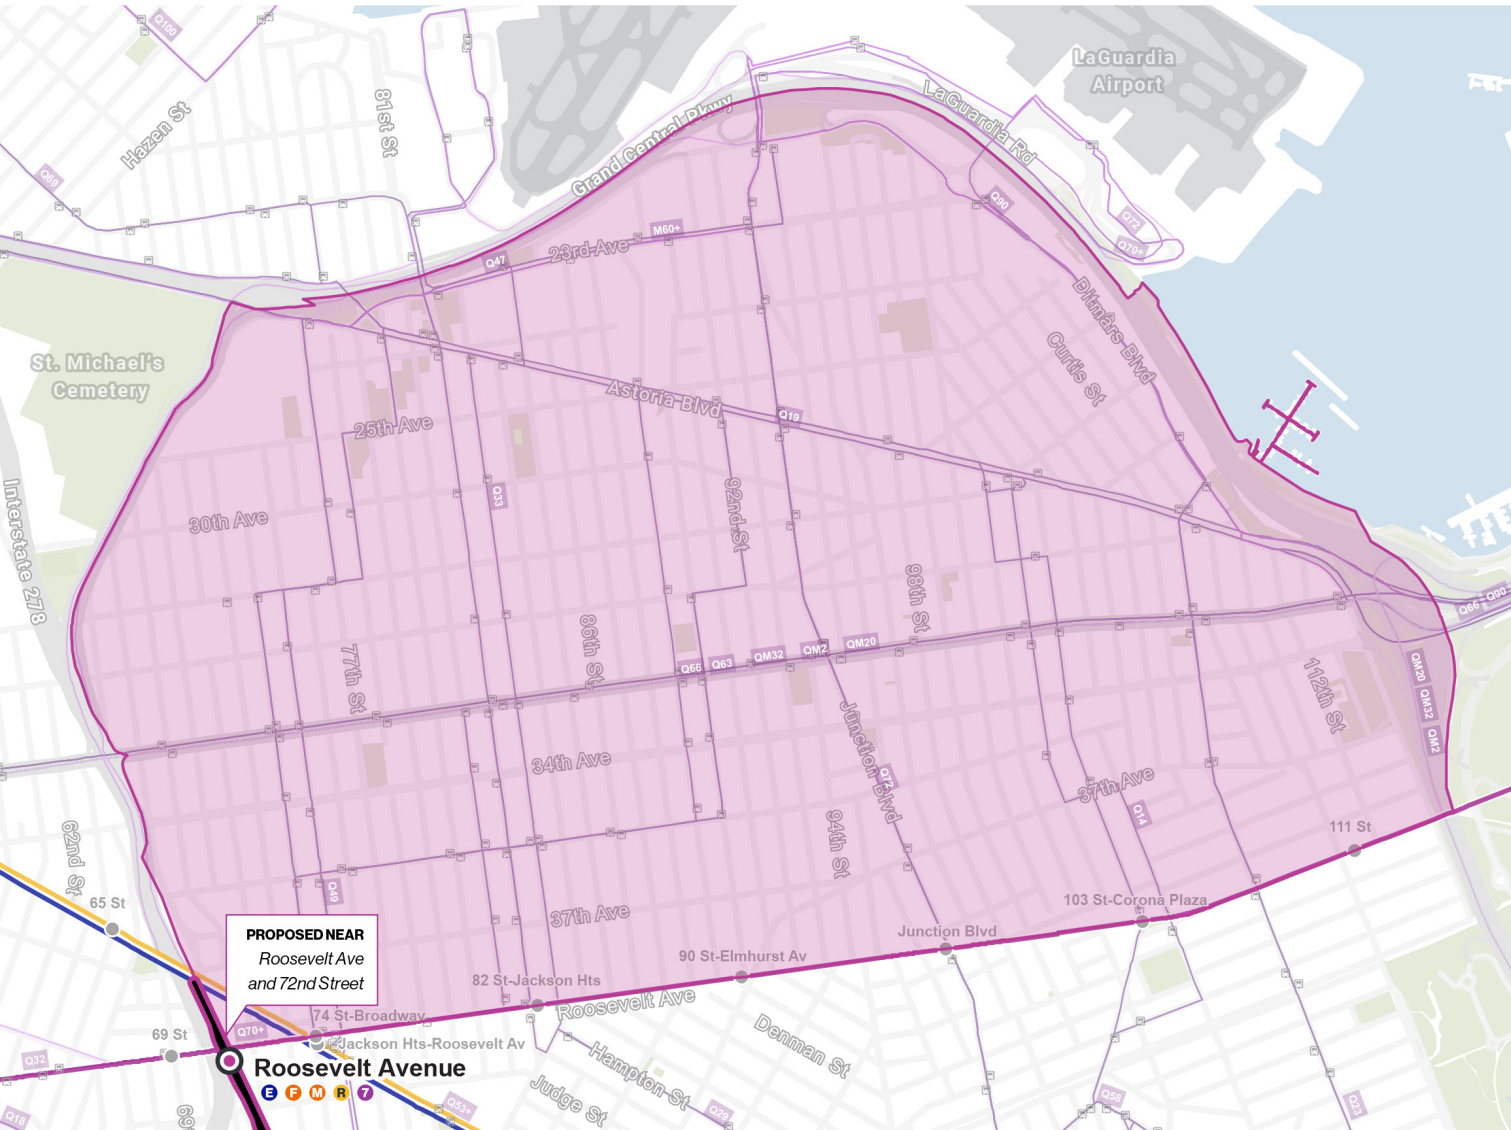 Q100
LaGuardia
Airport
81st St
Hazen St
Grand Central Pkwy
LaGuardia Rd
Q69
Q90
Q72
Q70+
M60+
23rd Ave
Q47
Ditmars Blvd
Curtis St
St. Michael's
Cemetery
Astoria Blvd
Q19
25th Ave
Interstate 278
30th Ave
Q33
92nd St
98th St
Q66
Q90
77th St
86th St
Q66
Q63
QM32
QM2
QM20
112th St
QM20
QM32
QM2
34th Ave
Junction Blvd
Q72
37th Ave
Q14
62nd St
94th St
111 St
65 St
Q49
37th Ave
103 St-Corona Plaza
PROPOSED NEAR
Roosevelt Ave
and 72nd Street
Junction Blvd
90 St-Elmhurst Av
82 St-Jackson Hts
Roosevelt Ave
74 St-Broadway
69 St
Q70+
Jackson Hts-Roosevelt Av
Q32
Roosevelt Avenue
E F M R 7
Denman St
Hampton St
Judge St
Q18
69
Q53+
Q29
Q58
Q23